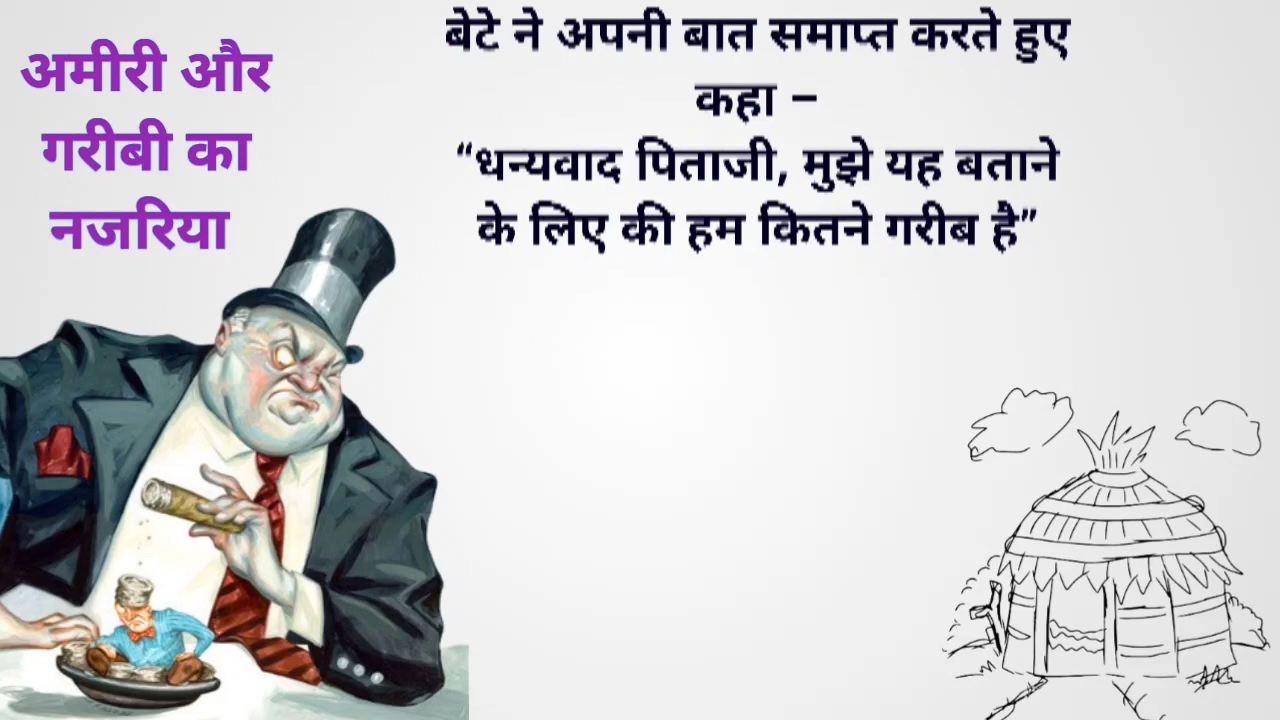 अमीरी और
गरीबी का
नजरिया
बेटे ने अपनी बात समाप्त करते हुए
कहा –
“धन्यवाद पिताजी, मुझे यह बताने
के लिए की हम कितने गरीब है”